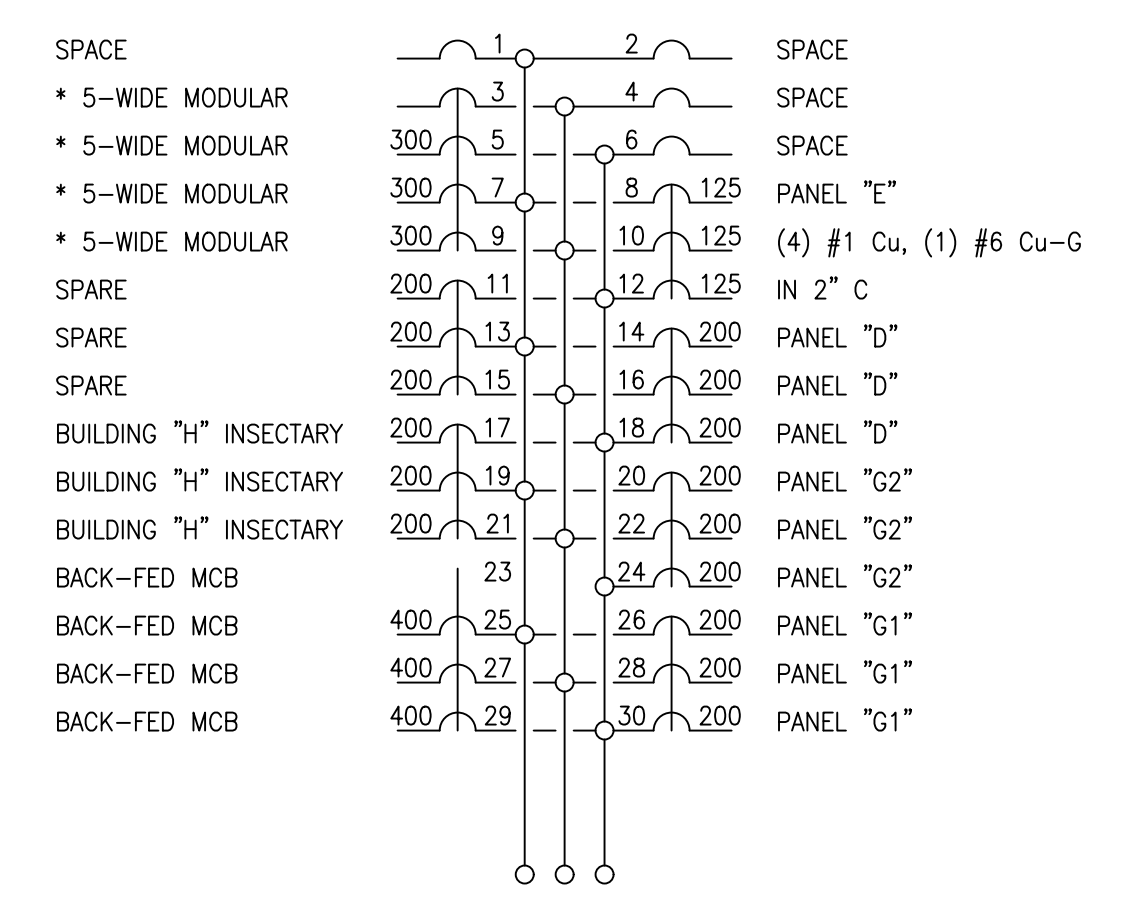 SPACE 1 2 SPACE
* 5-WIDE MODULAR 3 4 SPACE
* 5-WIDE MODULAR 300 5 6 SPACE
* 5-WIDE MODULAR 300 7 8 125 PANEL "E"
* 5-WIDE MODULAR 300 9 10 125 (4) #1 Cu, (1) #6 Cu-G
SPARE 200 11 12 125 IN 2" C
SPARE 200 13 14 200 PANEL "D"
SPARE 200 15 16 200 PANEL "D"
BUILDING "H" INSECTARY 200 17 18 200 PANEL "D"
BUILDING "H" INSECTARY 200 19 20 200 PANEL "G2"
BUILDING "H" INSECTARY 200 21 22 200 PANEL "G2"
BACK-FED MCB 23 24 200 PANEL "G2"
BACK-FED MCB 400 25 26 200 PANEL "G1"
BACK-FED MCB 400 27 28 200 PANEL "G1"
BACK-FED MCB 400 29 30 200 PANEL "G1"